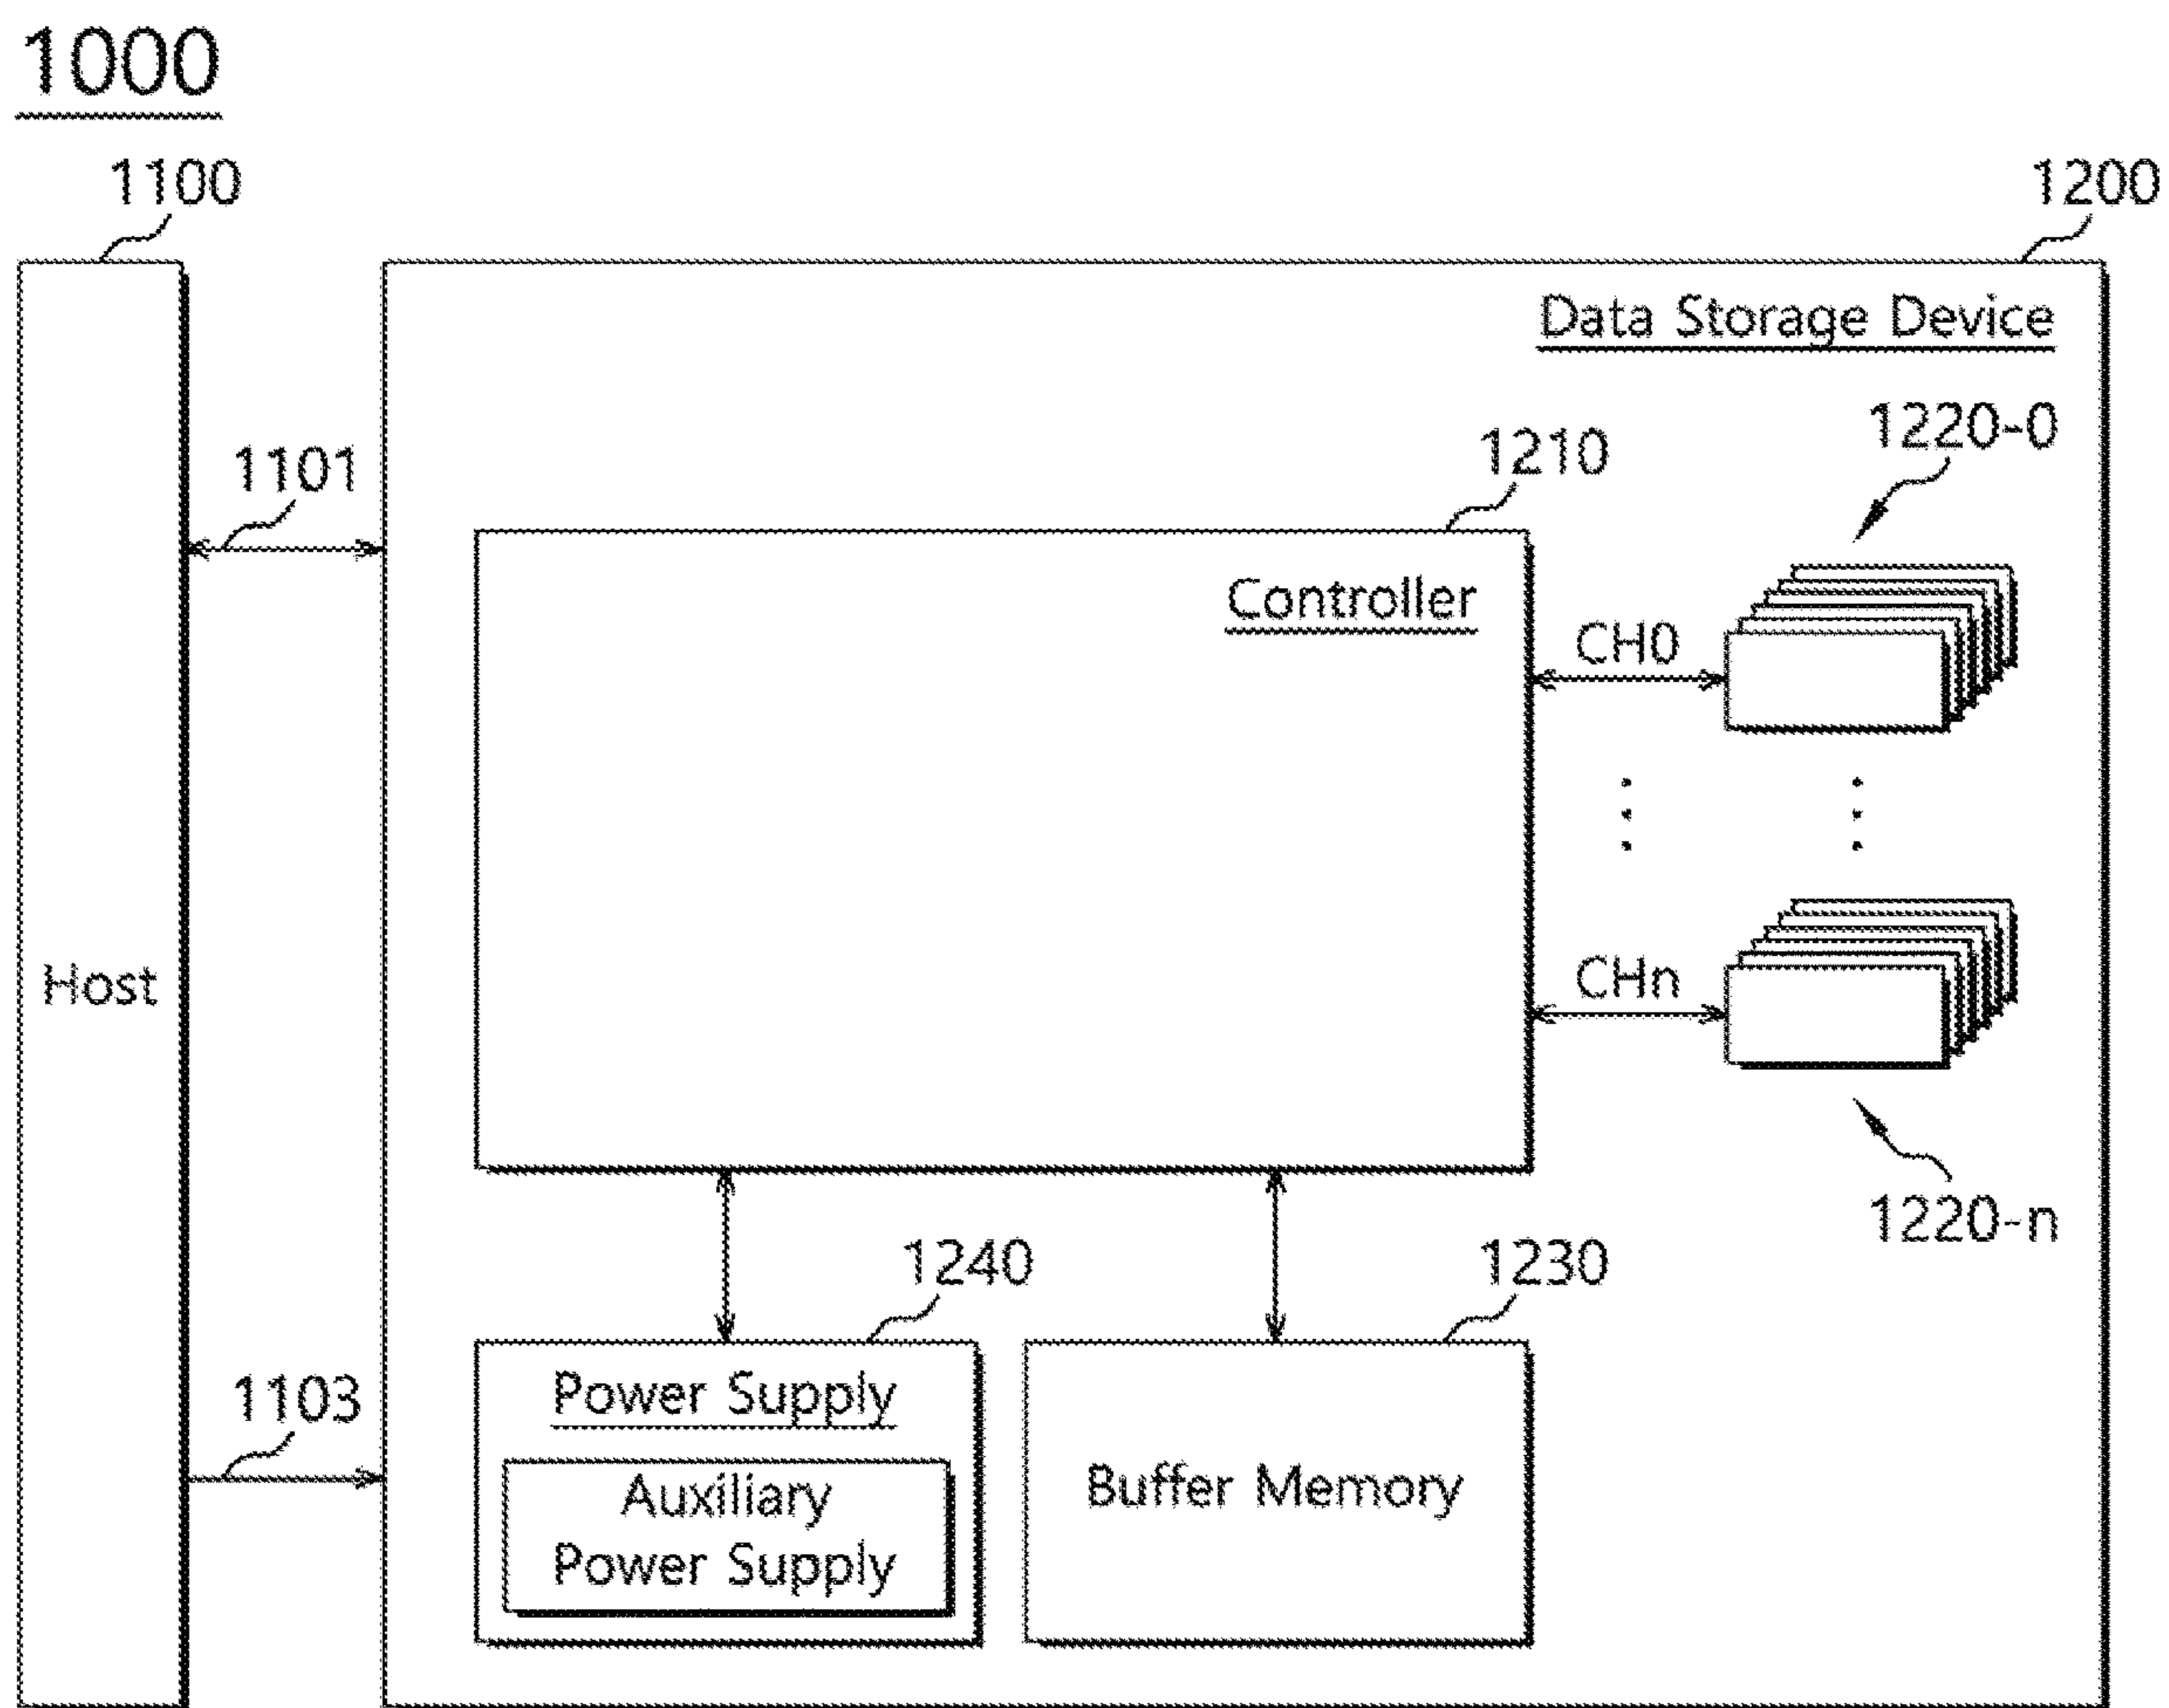 1000
1100
1200
Data Storage Device
1220-0
1210
1101
Controller
CH0
CHn
Host
1220-n
1240
1230
1103
Power Supply
Auxiliary
Power Supply
Buffer Memory